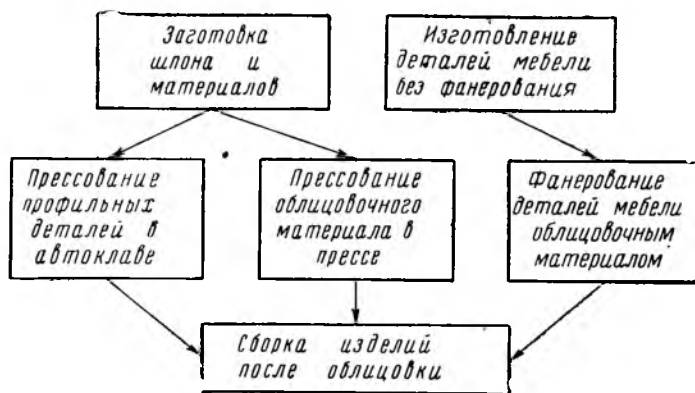 Заготовка
шпона и
материалов
Изготовление
деталей мебели
без фанерования
Прессование
профильных
деталей в
автоклаве
Прессование
облицовочного
материала в
прессе
Фанерование
деталей мебели
облицовочным
материалом
Сборка изделий
после облицовки